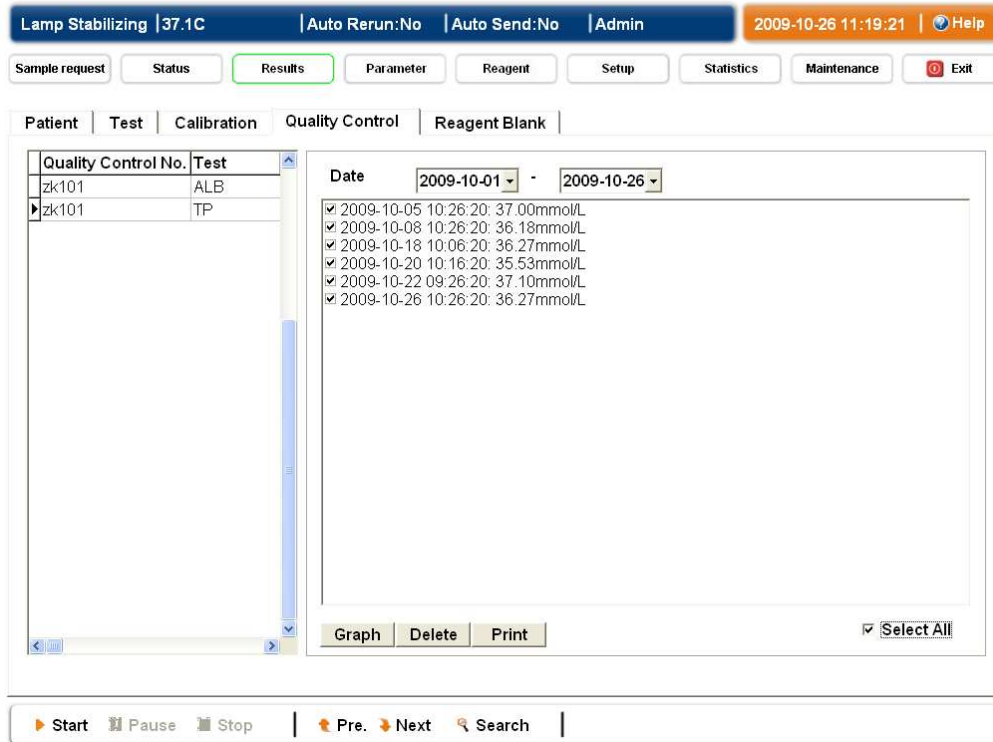 Lamp Stabilizing |37.1C |Auto Rerun:No |Auto Send:No |Admin 2009-10-26 11:19:21 | Help
Sample request Status Results Parameter Reagent Setup Statistics Maintenance Exit
Patient | Test | Calibration Quality Control | Reagent Blank |
Quality Control No. Test
zk101 ALB
zk101 TP
Date 2009-10-01 - 2009-10-26
2009-10-05 10:26:20: 37.00mmol/L
2009-10-08 10:26:20: 36.18mmol/L
2009-10-18 10:06:20: 36.27mmol/L
2009-10-20 10:16:20: 35.53mmol/L
2009-10-22 09:26:20: 37.10mmol/L
2009-10-26 10:26:20: 36.27mmol/L
Graph Delete Print Select All
Start Pause Stop | Pre. Next Search |